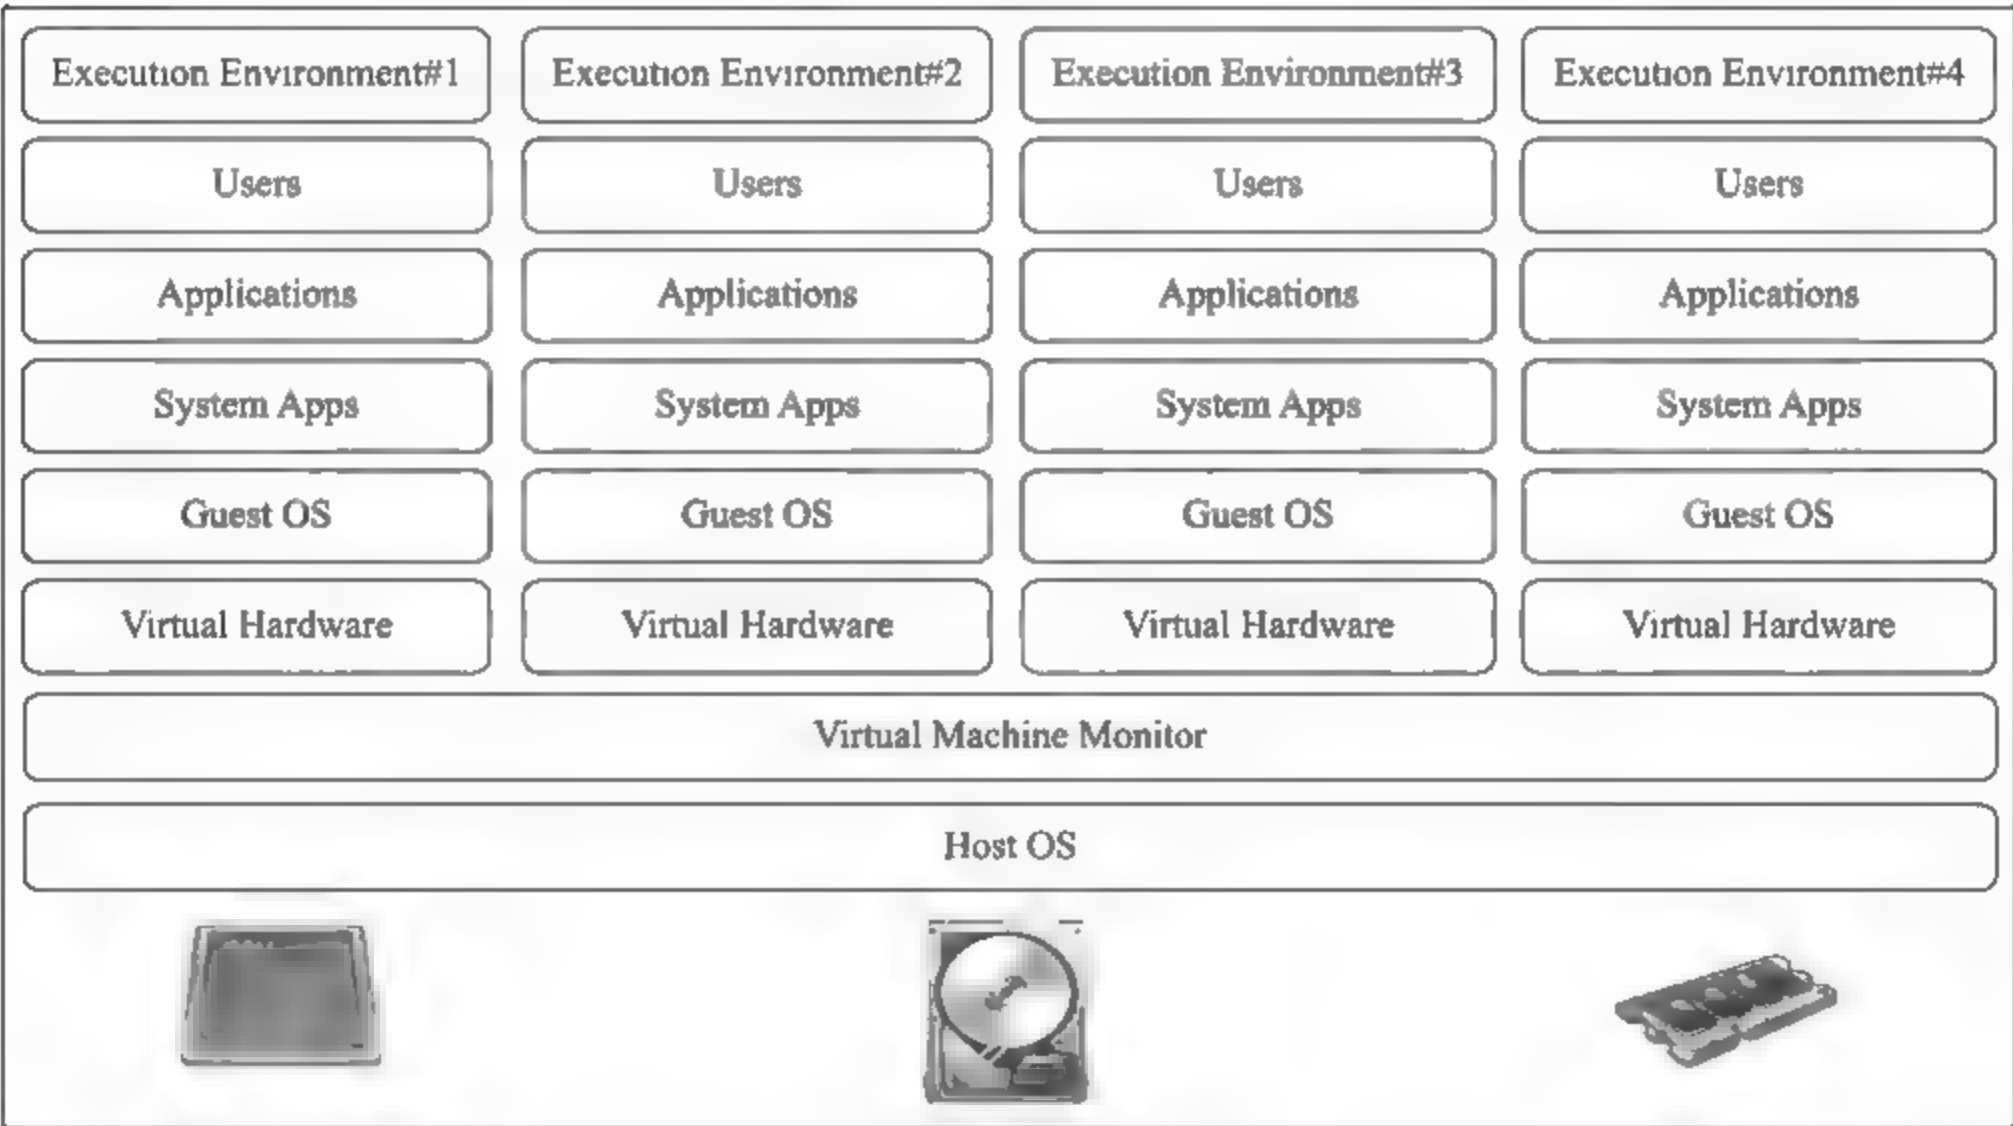 Execution Environment#1 Execution Environment#2 Execution Environment#3 Execution Environment#4
Users Users Users Users
Applications Applications Applications Applications
System Apps System Apps System Apps System Apps
Guest OS Guest OS Guest OS Guest OS
Virtual Hardware Virtual Hardware Virtual Hardware Virtual Hardware
Virtual Machine Monitor
Host OS